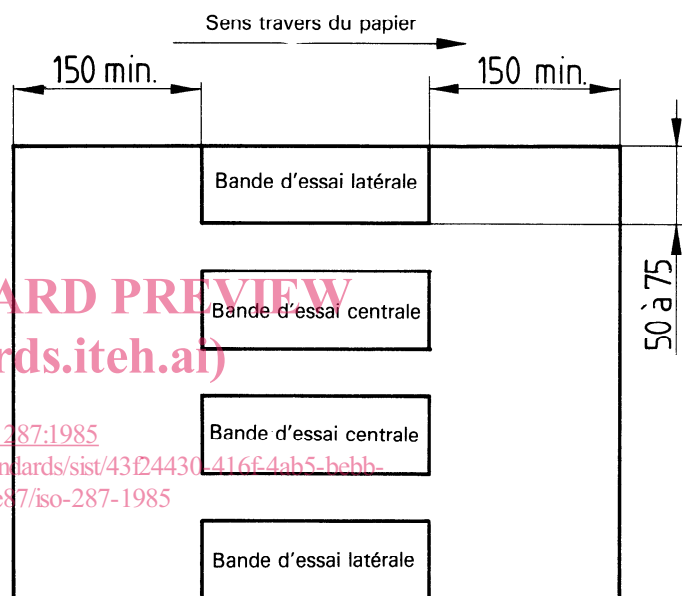 Sens travers du papier
150 min.
150 min.
Bande d'essai latérale
50 à 75
ARD PREVIEW
Bande d'essai centrale
rds.iteh.ai)
287:1985
Bande d'essai centrale
ndards/sist/43f24430-416f-4ab5-bebb-
e87/iso-287-1985
Bande d'essai latérale